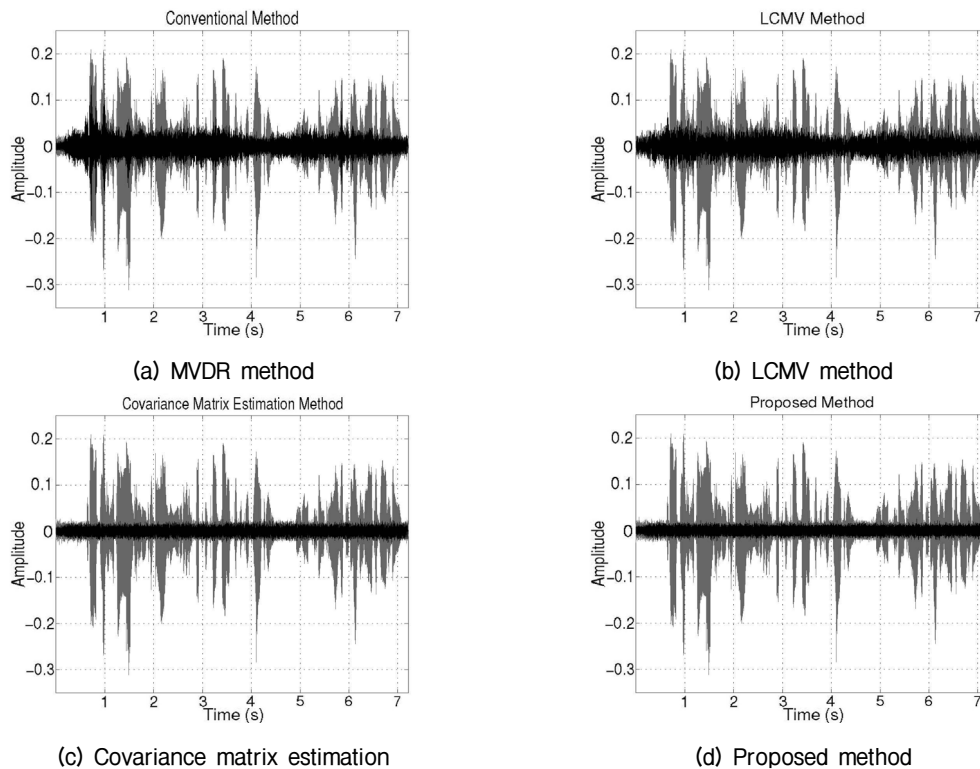 Conventional Method
0.2
0.1
0
−0.1
−0.2
−0.3
Amplitude
1 2 3 4 5 6 7
Time (s)
(a) MVDR method
LCMV Method
0.2
0.1
0
−0.1
−0.2
−0.3
Amplitude
1 2 3 4 5 6 7
Time (s)
(b) LCMV method
Covariance Matrix Estimation Method
0.2
0.1
0
−0.1
−0.2
−0.3
Amplitude
1 2 3 4 5 6 7
Time (s)
(c) Covariance matrix estimation
Proposed Method
0.2
0.1
0
−0.1
−0.2
−0.3
Amplitude
1 2 3 4 5 6 7
Time (s)
(d) Proposed method